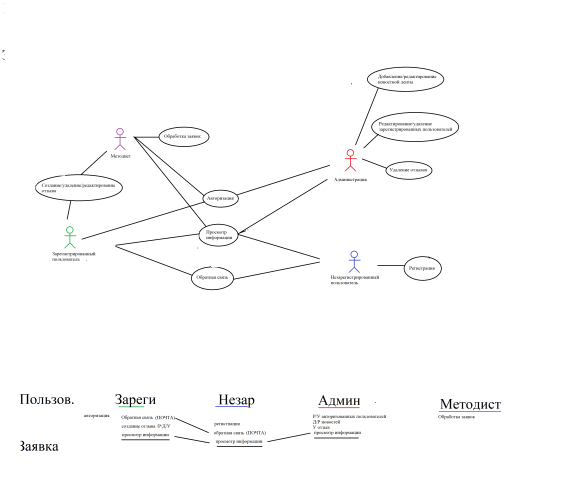 Добавление/редактирование
новостной ленты
Редактирование/удаление
зарегистрированных пользователей
Обработка заявок
Методист
Удаление отзывов
Администрация
Создание/удаление/редактирование
отзыво
Авторизация
Просмотр
информации
Зарегистрированный
пользователь
Обратная связь
Незарегистрированный
пользователь
Регистрация
Пользов.
Зареги
Незар
Админ
Методист
авторизация
Обратная связь (ПОЧТА)
создание отзыва Р/Д/У
просмотр информации
регистрация
обратная связь (ПОЧТА)
просмотр информации
Р/У авторизованных пользователей
Д/Р новостей
У отзыв
просмотр информации
Обработка заявок
Заявка